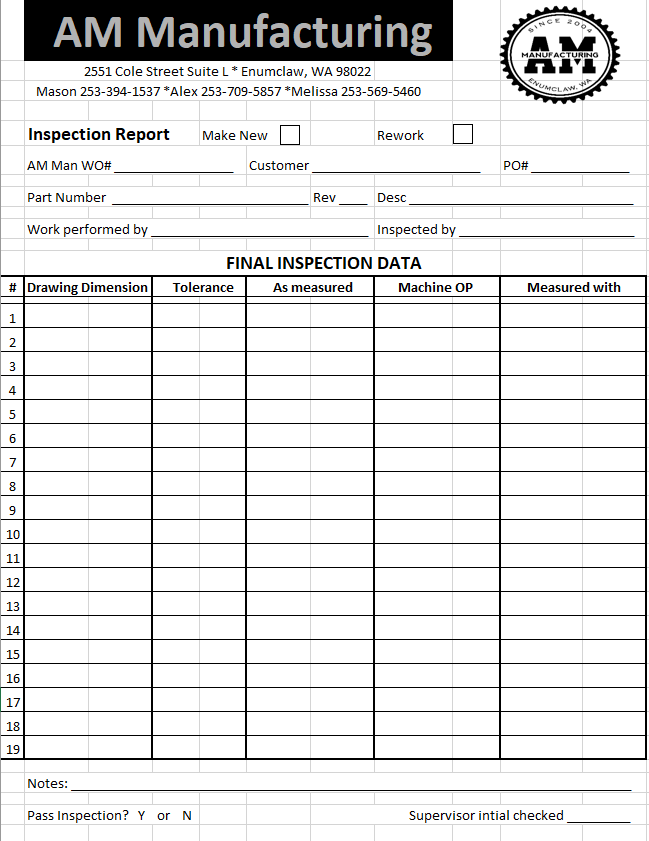 AM Manufacturing
SINCE 2004
AM
MANUFACTURING
ENUMCLAW, WA
2551 Cole Street Suite L * Enumclaw, WA 98022
Mason 253-394-1537 *Alex 253-709-5857 *Melissa 253-569-5460
Inspection Report Make New Rework
AM Man WO# Customer PO#
Part Number Rev Desc
Work performed by Inspected by
FINAL INSPECTION DATA
# Drawing Dimension Tolerance As measured Machine OP Measured with
1
2
3
4
5
6
7
8
9
10
11
12
13
14
15
16
17
18
19
Notes:
Pass Inspection? Y or N Supervisor intial checked